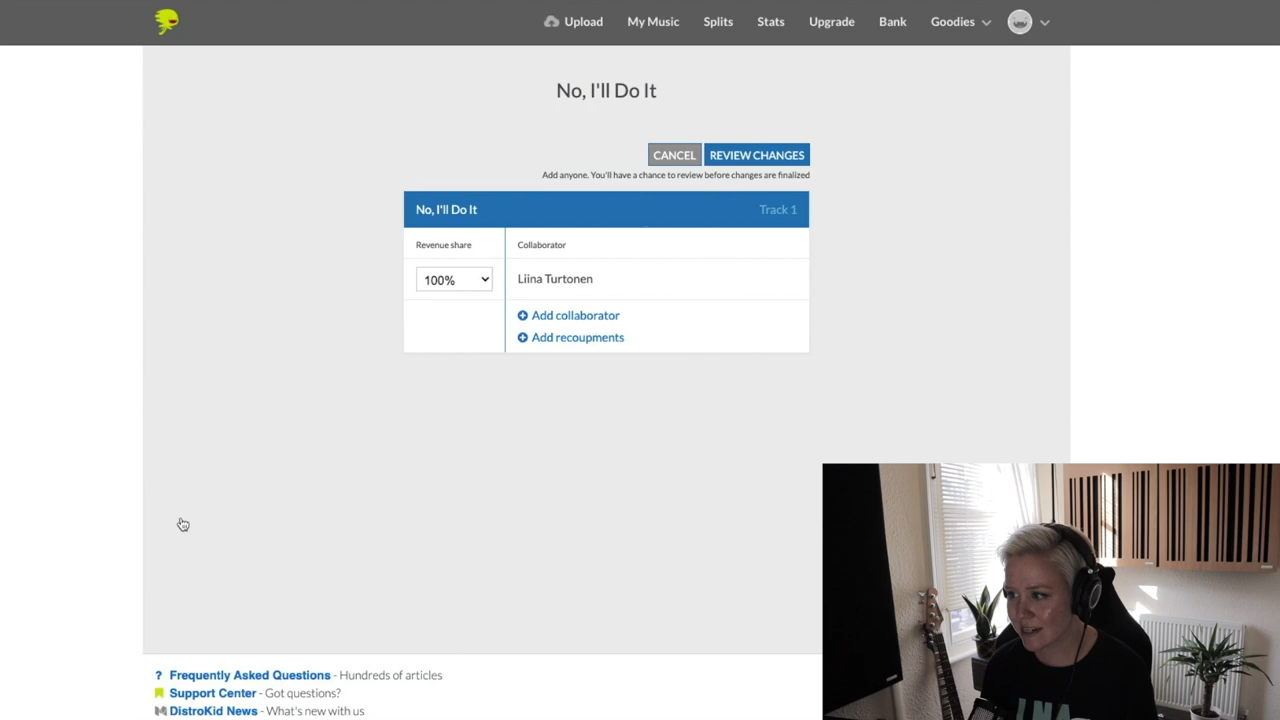 Upload My Music Splits Stats Upgrade Bank Goodies
No, I'll Do It
CANCEL REVIEW CHANGES
Add anyone. You'll have a chance to review before changes are finalized
No, I'll Do It Track 1
Revenue share Collaborator
100% Liina Turtonen
Add collaborator
Add recoupments
? Frequently Asked Questions - Hundreds of articles
Support Center - Got questions?
DistroKid News - What's new with us